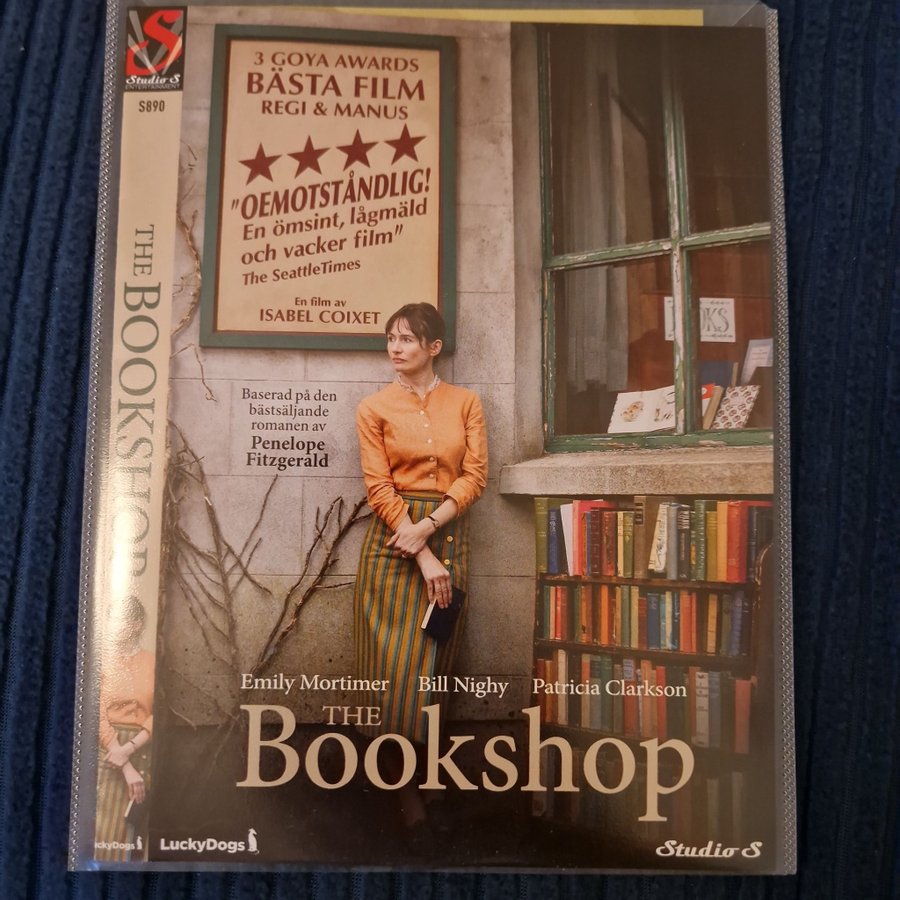 S
Studio S
ENTERTAINMENT
S890
THE BOOKSHOP
LuckyDogs
3 GOYA AWARDS
BÄSTA FILM
REGI & MANUS
"OEMOTSTÅNDLIG!
En ömsint, lågmäld
och vacker film"
The SeattleTimes
En film av
ISABEL COIXET
Baserad på den
bästsäljande
romanen av
Penelope
Fitzgerald
Emily Mortimer Bill Nighy Patricia Clarkson
THE
Bookshop
LuckyDogs
Studio S